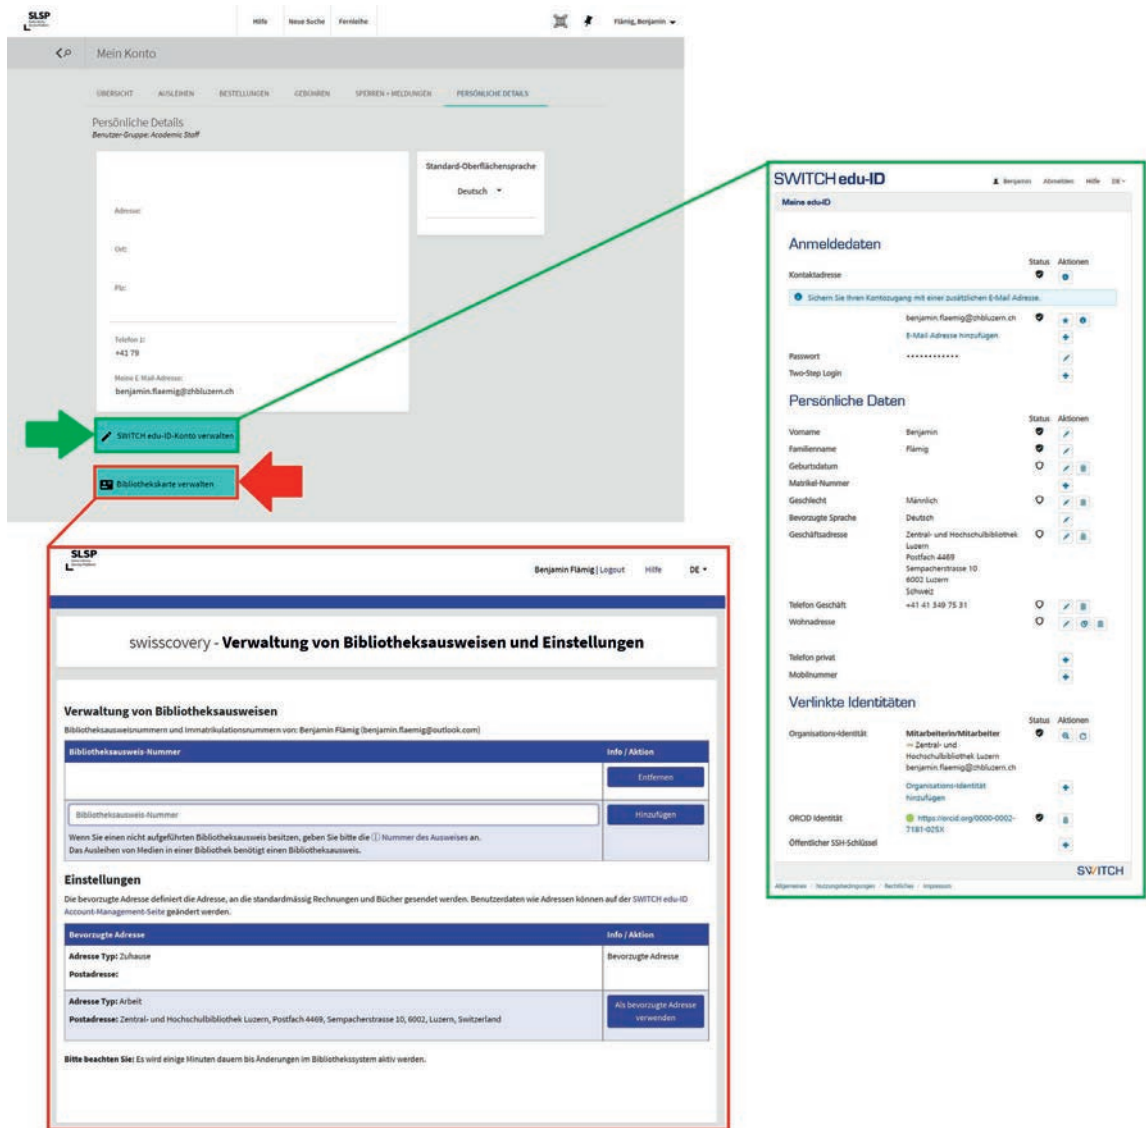 SLSP
Hilfe Neue Suche Fernleihe Flämig, Benjamin
Mein Konto
ÜBERSICHT AUSLEIHEN BESTELLUNGEN GEBÜHREN SPERREN + MELDUNGEN PERSÖNLICHE DETAILS
Persönliche Details
Benutzer-Gruppe: Academic Staff
Standard-Oberflächensprache
Deutsch
Adresse:
Ort:
Plz:
Telefon 1:
+41 79
Meine E-Mail-Adresse:
benjamin.flaemig@zhbluzern.ch
SWITCH edu-ID-Konto verwalten
Bibliothekskarte verwalten
SWITCH edu-ID
Benjamin Abmelden Hilfe DE
Meine edu-ID
Anmeldedaten
Status Aktionen
Kontaktadresse
Sichern Sie Ihren Kontozugang mit einer zusätzlichen E-Mail Adresse.
benjamin.flaemig@zhbluzern.ch
E-Mail-Adresse hinzufügen
Passwort ••••••••••••
Two-Step Login
Persönliche Daten
Status Aktionen
Vorname Benjamin
Familienname Flämig
Geburtsdatum
Matrikel-Nummer
Geschlecht Männlich
Bevorzugte Sprache Deutsch
Geschäftsadresse Zentral- und Hochschulbibliothek
Luzern
Postfach 4469
Sempacherstrasse 10
6002 Luzern
Schweiz
Telefon Geschäft +41 41 349 75 31
Wohnadresse
Telefon privat
Mobilnummer
Verlinkte Identitäten
Status Aktionen
Organisations-Identität Mitarbeiterin/Mitarbeiter
Zentral- und
Hochschulbibliothek Luzern
benjamin.flaemig@zhbluzern.ch
Organisations-Identität
hinzufügen
ORCID Identität https://orcid.org/0000-0002-
7181-025X
Öffentlicher SSH-Schlüssel
SWITCH
Allgemeines / Nutzungsbedingungen / Rechtliches / Impressum
SLSP
Benjamin Flämig | Logout Hilfe DE
swisscovery - Verwaltung von Bibliotheksausweisen und Einstellungen
Verwaltung von Bibliotheksausweisen
Bibliotheksausweisnummern und Immatrikulationsnummern von: Benjamin Flämig (benjamin.flaemig@outlook.com)
Bibliotheksausweis-Nummer Info / Aktion
Entfernen
Bibliotheksausweis-Nummer Hinzufügen
Wenn Sie einen nicht aufgeführten Bibliotheksausweis besitzen, geben Sie bitte die ⓘ Nummer des Ausweises an.
Das Ausleihen von Medien in einer Bibliothek benötigt einen Bibliotheksausweis.
Einstellungen
Die bevorzugte Adresse definiert die Adresse, an die standardmässig Rechnungen und Bücher gesendet werden. Benutzerdaten wie Adressen können auf der SWITCH edu-ID
Account-Management-Seite geändert werden.
Bevorzugte Adresse Info / Aktion
Adresse Typ: Zuhause Bevorzugte Adresse
Postadresse:
Adresse Typ: Arbeit Als bevorzugte Adresse
Postadresse: Zentral- und Hochschulbibliothek Luzern, Postfach 4469, Sempacherstrasse 10, 6002, Luzern, Switzerland verwenden
Bitte beachten Sie: Es wird einige Minuten dauern bis Änderungen im Bibliothekssystem aktiv werden.